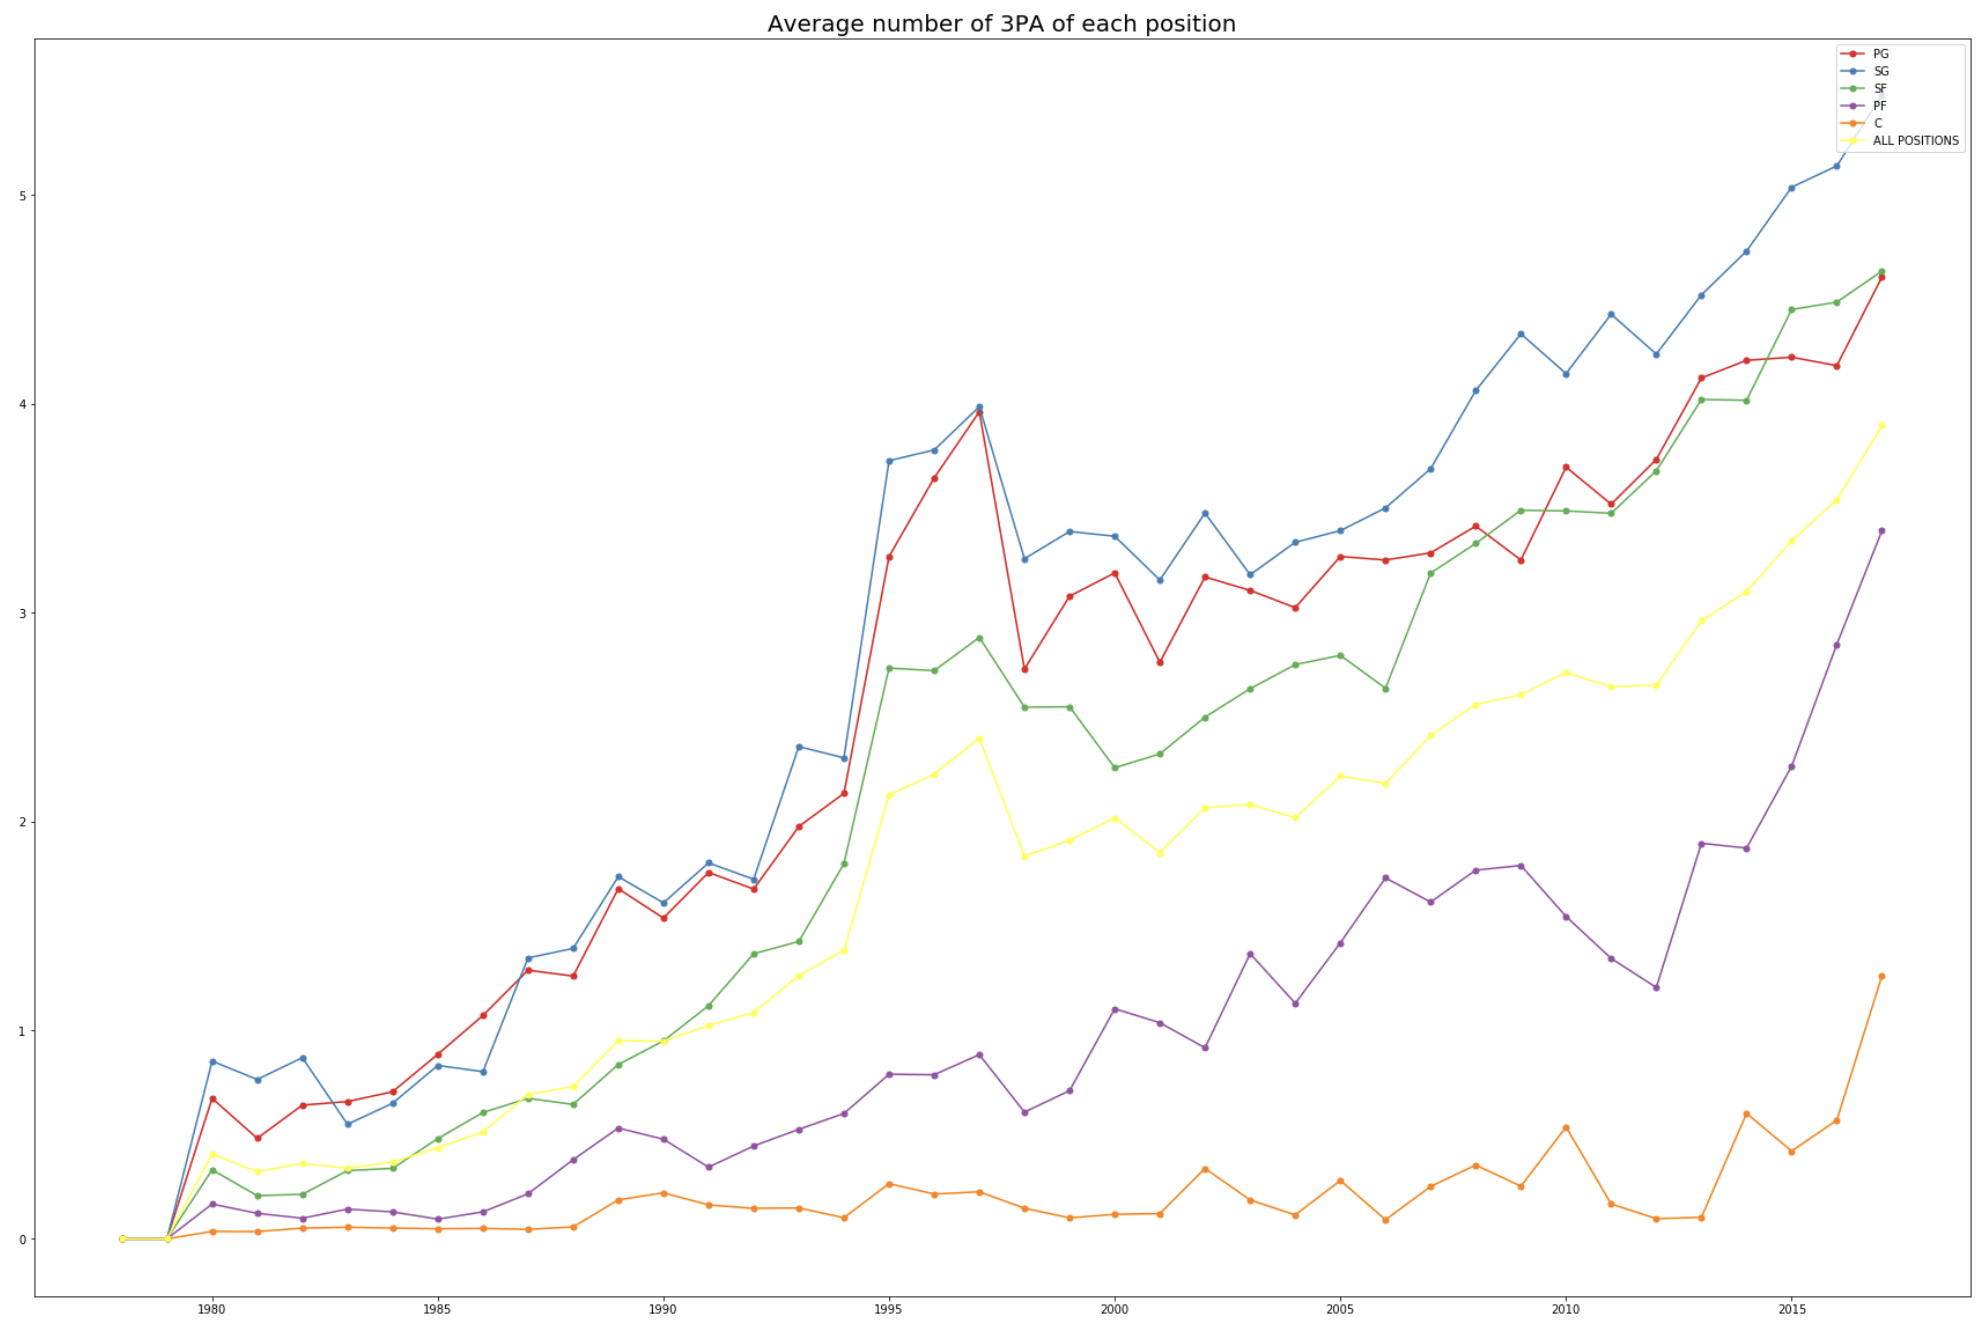 Average number of 3PA of each position
PG
SG
SF
PF
C
ALL POSITIONS
5
4
3
2
1
0
1980 1985 1990 1995 2000 2005 2010 2015